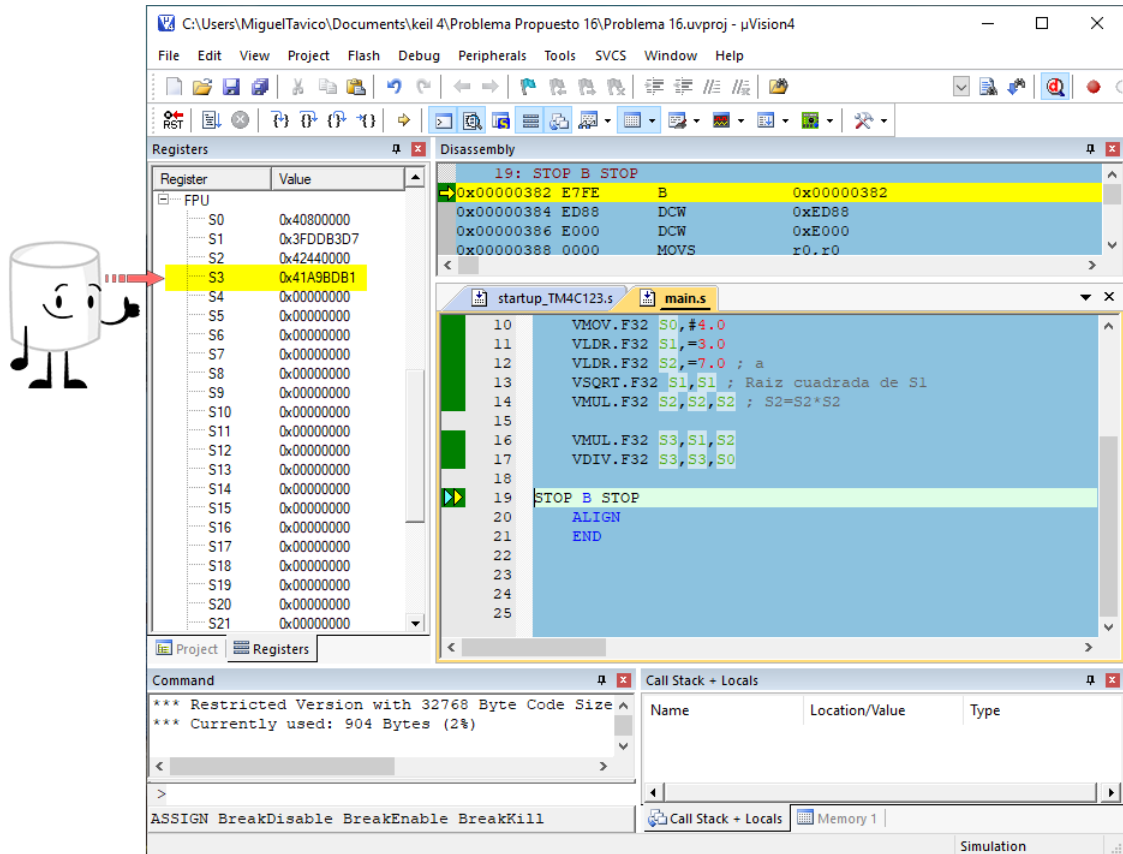 C:\Users\MiguelTavico\Documents\keil 4\Problema Propuesto 16\Problema 16.uvproj - µVision4
File Edit View Project Flash Debug Peripherals Tools SVCS Window Help
RST
Registers
Register Value
FPU
S0 0x40800000
S1 0x3FDDB3D7
S2 0x42440000
S3 0x41A9BDB1
S4 0x00000000
S5 0x00000000
S6 0x00000000
S7 0x00000000
S8 0x00000000
S9 0x00000000
S10 0x00000000
S11 0x00000000
S12 0x00000000
S13 0x00000000
S14 0x00000000
S15 0x00000000
S16 0x00000000
S17 0x00000000
S18 0x00000000
S19 0x00000000
S20 0x00000000
S21 0x00000000
Project Registers
Disassembly
19: STOP B STOP
0x00000382 E7FE B 0x00000382
0x00000384 ED88 DCW 0xED88
0x00000386 E000 DCW 0xE000
0x00000388 0000 MOVS r0,r0
startup_TM4C123.s main.s
10 VMOV.F32 S0,#4.0
11 VLDR.F32 S1,=3.0
12 VLDR.F32 S2,=7.0 ; a
13 VSQRT.F32 S1,S1 ; Raiz cuadrada de S1
14 VMUL.F32 S2,S2,S2 ; S2=S2*S2
15
16 VMUL.F32 S3,S1,S2
17 VDIV.F32 S3,S3,S0
18
19 STOP B STOP
20 ALIGN
21 END
22
23
24
25
Command
*** Restricted Version with 32768 Byte Code Size
*** Currently used: 904 Bytes (2%)
>
ASSIGN BreakDisable BreakEnable BreakKill
Call Stack + Locals
Name Location/Value Type
Call Stack + Locals Memory 1
Simulation